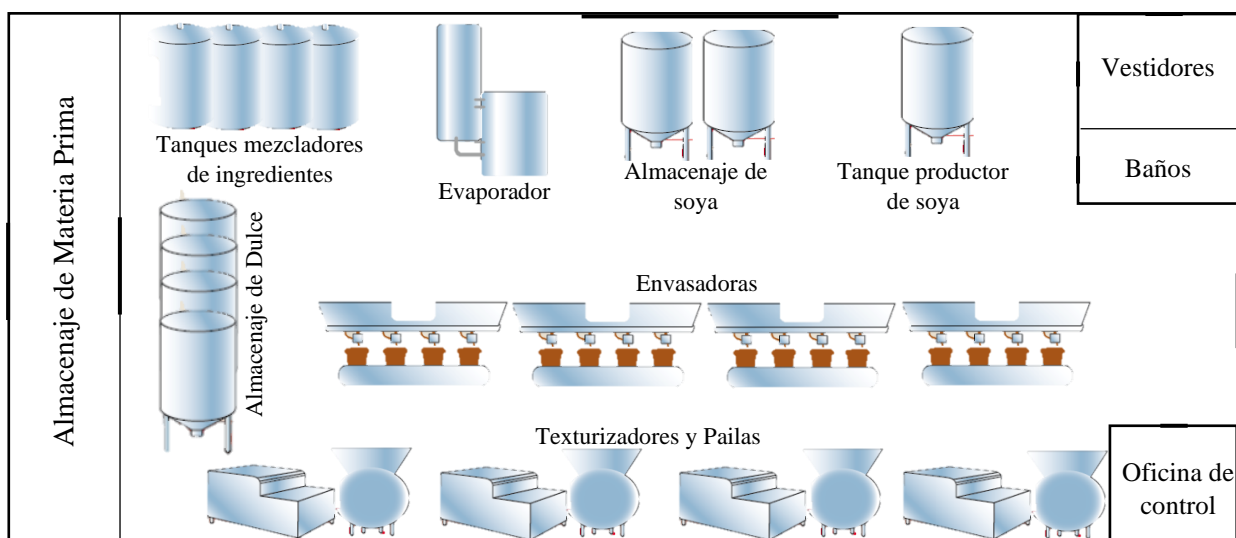 Almacenaje de Materia Prima
Tanques mezcladores
de ingredientes
Evaporador
Almacenaje de
soya
Tanque productor
de soya
Vestidores
Baños
Almacenaje de Dulce
Envasadoras
Texturizadores y Pailas
Oficina de
control